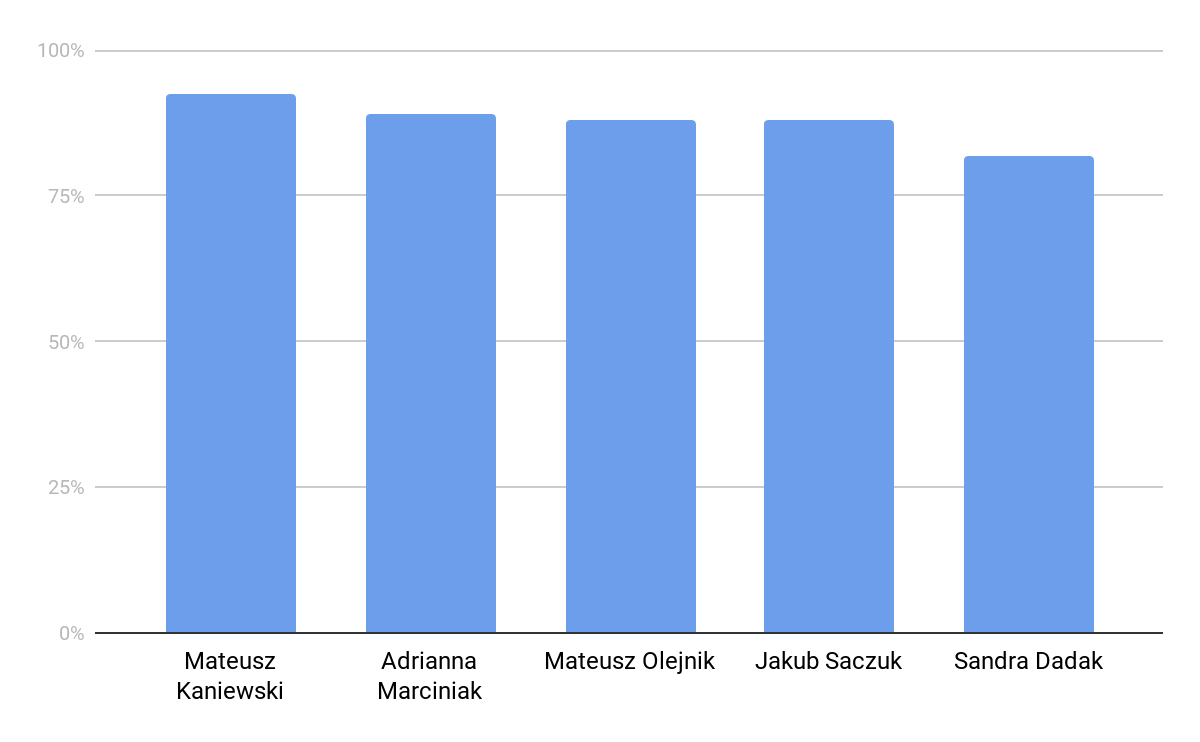 100%
75%
50%
25%
0%
Mateusz
Kaniewski
Adrianna
Marciniak
Mateusz Olejnik
Jakub Saczuk
Sandra Dadak